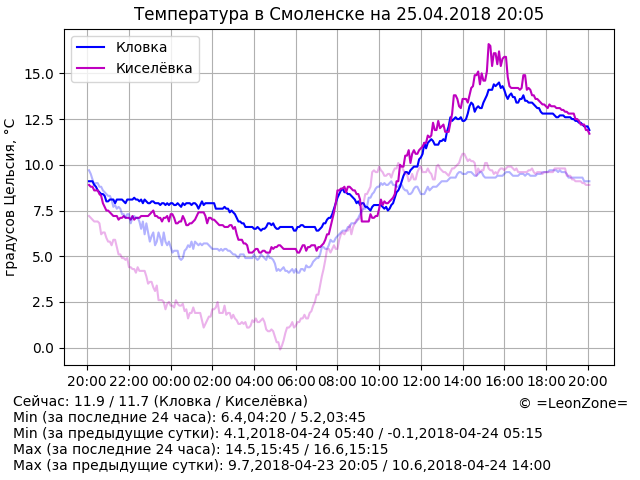 Температура в Смоленске на 25.04.2018 20:05
Кловка
Киселёвка
градусов Цельсия, °C
15.0
12.5
10.0
7.5
5.0
2.5
0.0
20:00 22:00 00:00 02:00 04:00 06:00 08:00 10:00 12:00 14:00 16:00 18:00 20:00
Сейчас: 11.9 / 11.7 (Кловка / Киселёвка)
© =LeonZone=
Min (за последние 24 часа): 6.4,04:20 / 5.2,03:45
Min (за предыдущие сутки): 4.1,2018-04-24 05:40 / -0.1,2018-04-24 05:15
Max (за последние 24 часа): 14.5,15:45 / 16.6,15:15
Max (за предыдущие сутки): 9.7,2018-04-23 20:05 / 10.6,2018-04-24 14:00